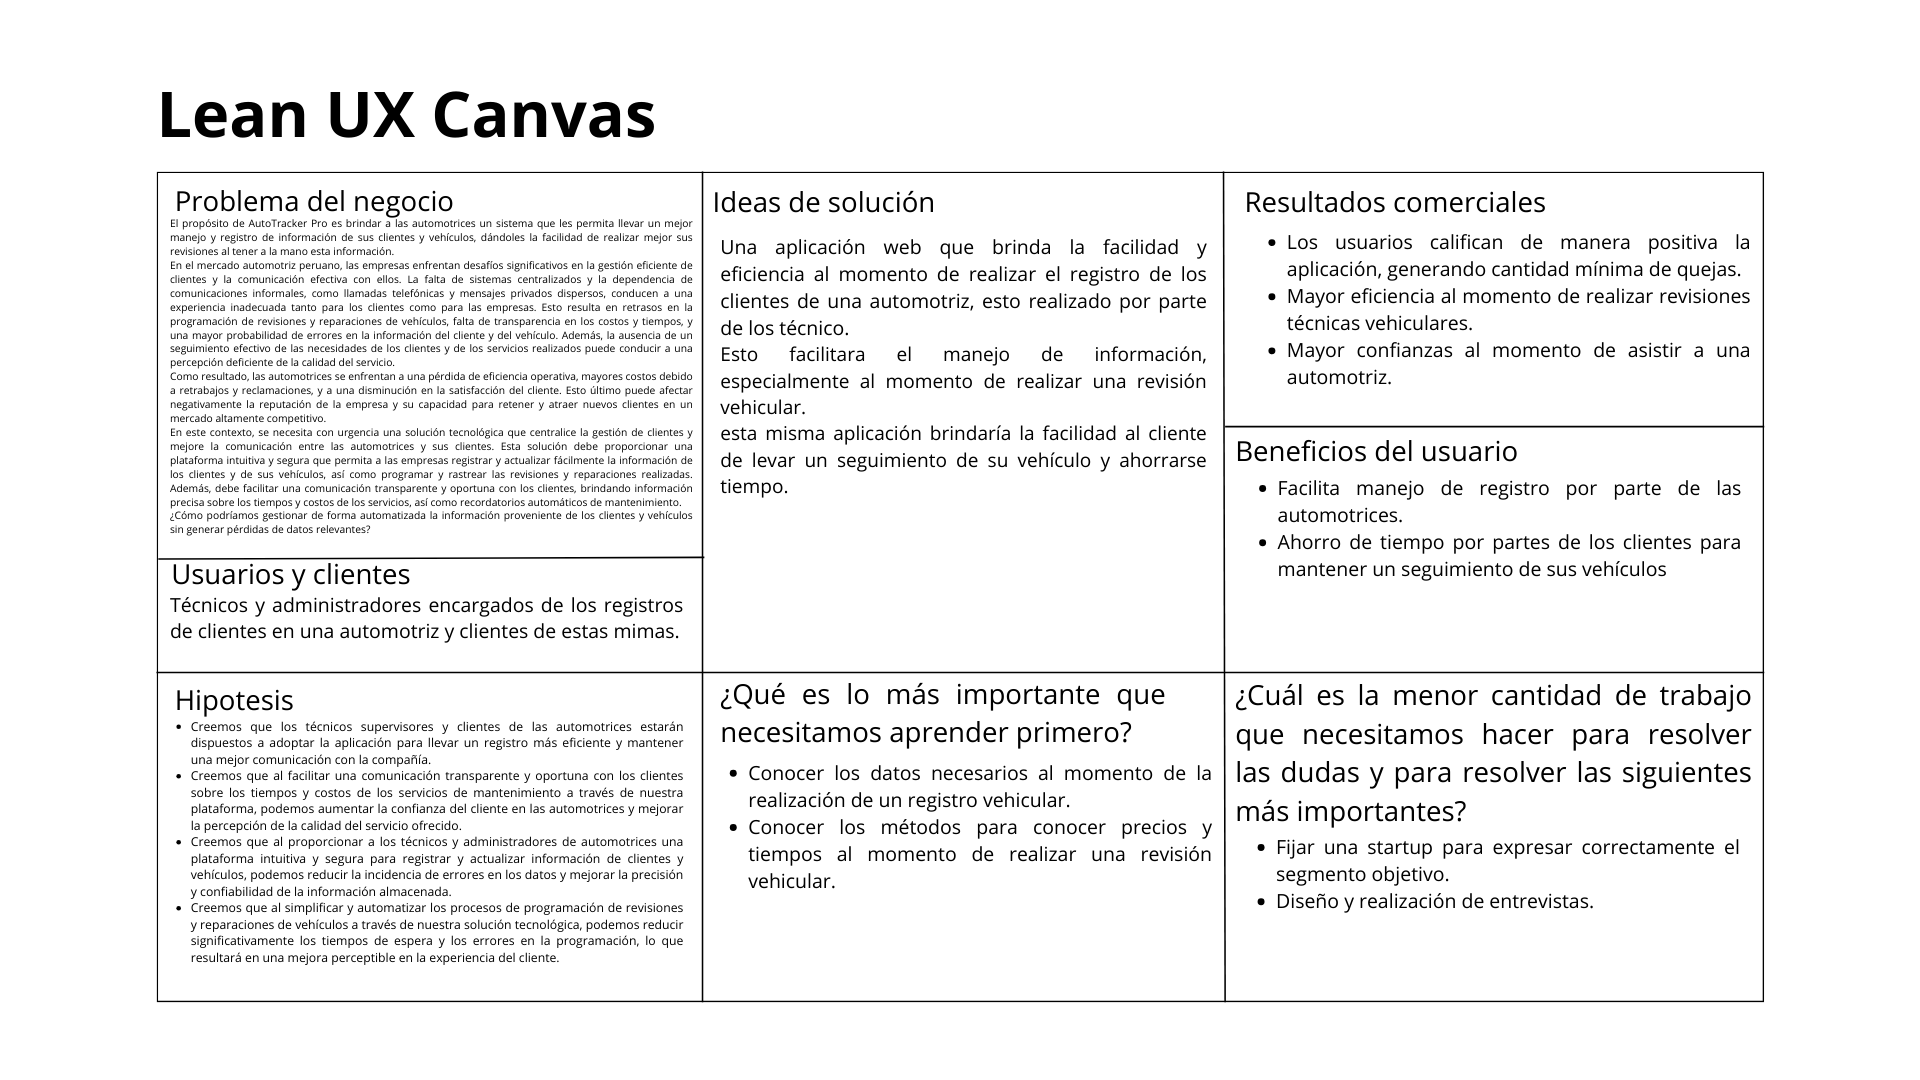 Lean UX Canvas
Problema del negocio
El propósito de AutoTracker Pro es brindar a las automotrices un sistema que les permita llevar un mejor
manejo y registro de información de sus clientes y vehículos, dándoles la facilidad de realizar mejor sus
revisiones al tener a la mano esta información.
En el mercado automotriz peruano, las empresas enfrentan desafíos significativos en la gestión eficiente de
clientes y la comunicación efectiva con ellos. La falta de sistemas centralizados y la dependencia de
comunicaciones informales, como llamadas telefónicas y mensajes privados dispersos, conducen a una
experiencia inadecuada tanto para los clientes como para las empresas. Esto resulta en retrasos en la
programación de revisiones y reparaciones de vehículos, falta de transparencia en los costos y tiempos, y
una mayor probabilidad de errores en la información del cliente y del vehículo. Además, la ausencia de un
seguimiento efectivo de las necesidades de los clientes y de los servicios realizados puede conducir a una
percepción deficiente de la calidad del servicio.
Como resultado, las automotrices se enfrentan a una pérdida de eficiencia operativa, mayores costos debido
a retrabajos y reclamaciones, y a una disminución en la satisfacción del cliente. Esto último puede afectar
negativamente la reputación de la empresa y su capacidad para retener y atraer nuevos clientes en un
mercado altamente competitivo.
En este contexto, se necesita con urgencia una solución tecnológica que centralice la gestión de clientes y
mejore la comunicación entre las automotrices y sus clientes. Esta solución debe proporcionar una
plataforma intuitiva y segura que permita a las empresas registrar y actualizar fácilmente la información de
los clientes y de sus vehículos, así como programar y rastrear las revisiones y reparaciones realizadas.
Además, debe facilitar una comunicación transparente y oportuna con los clientes, brindando información
precisa sobre los tiempos y costos de los servicios, así como recordatorios automáticos de mantenimiento.
¿Cómo podríamos gestionar de forma automatizada la información proveniente de los clientes y vehículos
sin generar pérdidas de datos relevantes?
Usuarios y clientes
Técnicos y administradores encargados de los registros
de clientes en una automotriz y clientes de estas mimas.
Ideas de solución
Una aplicación web que brinda la facilidad y
eficiencia al momento de realizar el registro de los
clientes de una automotriz, esto realizado por parte
de los técnico.
Esto facilitara el manejo de información,
especialmente al momento de realizar una revisión
vehicular.
esta misma aplicación brindaría la facilidad al cliente
de levar un seguimiento de su vehículo y ahorrarse
tiempo.
Resultados comerciales
• Los usuarios califican de manera positiva la
aplicación, generando cantidad mínima de quejas.
• Mayor eficiencia al momento de realizar revisiones
técnicas vehiculares.
• Mayor confianzas al momento de asistir a una
automotriz.
Beneficios del usuario
• Facilita manejo de registro por parte de las
automotrices.
• Ahorro de tiempo por partes de los clientes para
mantener un seguimiento de sus vehículos
Hipotesis
• Creemos que los técnicos supervisores y clientes de las automotrices estarán
dispuestos a adoptar la aplicación para llevar un registro más eficiente y mantener
una mejor comunicación con la compañía.
• Creemos que al facilitar una comunicación transparente y oportuna con los clientes
sobre los tiempos y costos de los servicios de mantenimiento a través de nuestra
plataforma, podemos aumentar la confianza del cliente en las automotrices y mejorar
la percepción de la calidad del servicio ofrecido.
• Creemos que al proporcionar a los técnicos y administradores de automotrices una
plataforma intuitiva y segura para registrar y actualizar información de clientes y
vehículos, podemos reducir la incidencia de errores en los datos y mejorar la precisión
y confiabilidad de la información almacenada.
• Creemos que al simplificar y automatizar los procesos de programación de revisiones
y reparaciones de vehículos a través de nuestra solución tecnológica, podemos reducir
significativamente los tiempos de espera y los errores en la programación, lo que
resultará en una mejora perceptible en la experiencia del cliente.
¿Qué es lo más importante que
necesitamos aprender primero?
• Conocer los datos necesarios al momento de la
realización de un registro vehicular.
• Conocer los métodos para conocer precios y
tiempos al momento de realizar una revisión
vehicular.
¿Cuál es la menor cantidad de trabajo
que necesitamos hacer para resolver
las dudas y para resolver las siguientes
más importantes?
• Fijar una startup para expresar correctamente el
segmento objetivo.
• Diseño y realización de entrevistas.